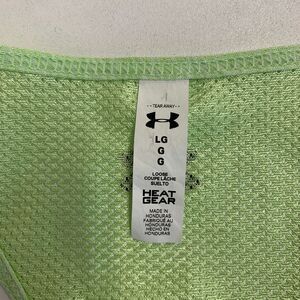 TEAR AWAY
LG
G
G
LOOSE
COUPE LÂCHE
SUELTO
HEAT
GEAR
MADE IN
HONDURAS
FABRIQUÉ AU
HONDURAS
HECHO EN
HONDURAS